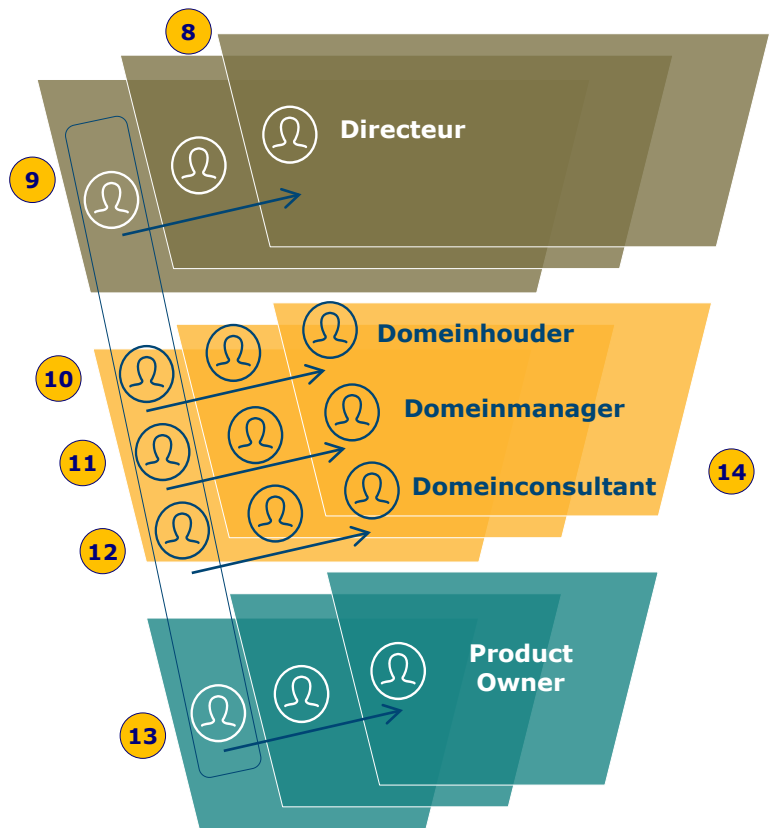 8
Directeur
9
Domeinhouder
10
Domeinmanager
11
14
Domeinconsultant
12
Product
Owner
13